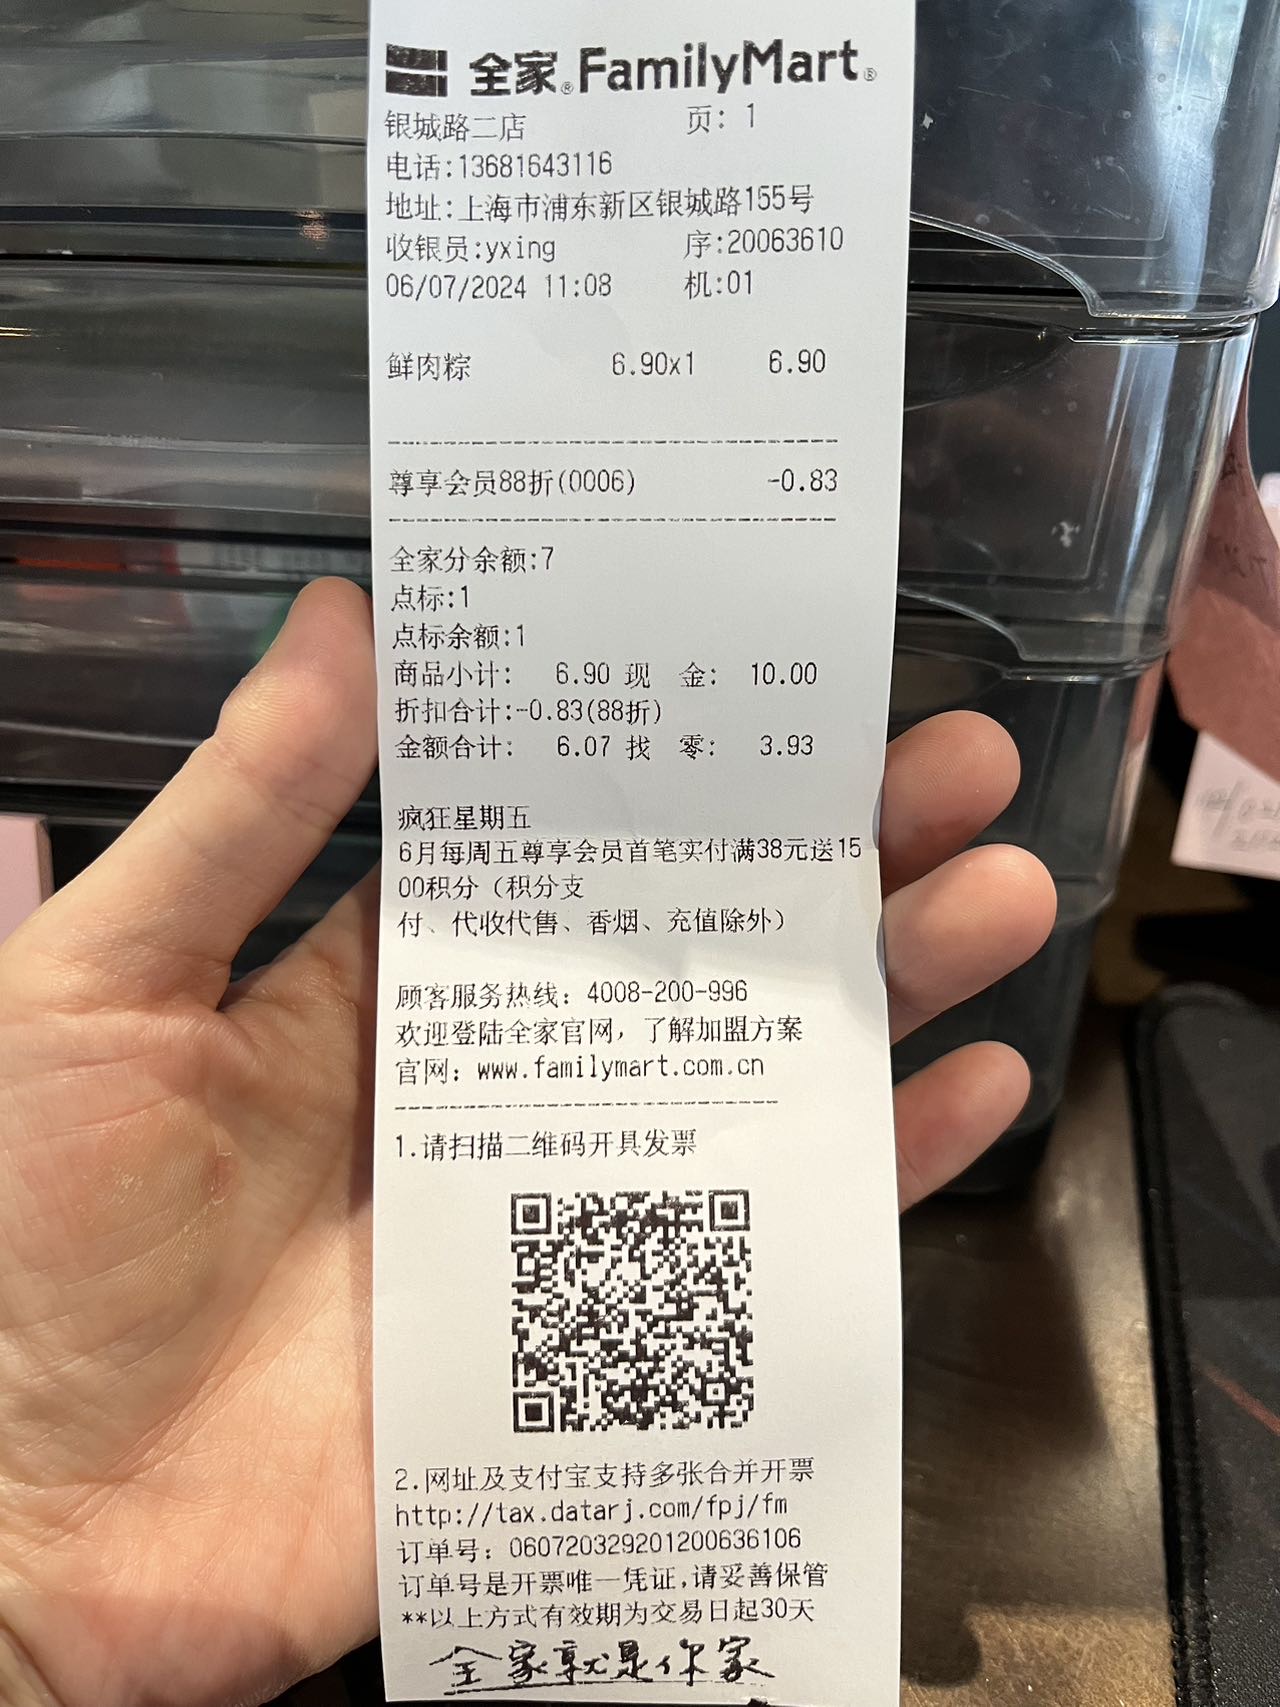 全家® FamilyMart®
银城路二店 页: 1
电话:13681643116
地址:上海市浦东新区银城路155号
收银员:yxing 序:20063610
06/07/2024 11:08 机:01
鲜肉粽 6.90x1 6.90
尊享会员88折(0006) -0.83
全家分余额:7
点标:1
点标余额:1
商品小计: 6.90 现 金: 10.00
折扣合计:-0.83(88折)
金额合计: 6.07 找 零: 3.93
疯狂星期五
6月每周五尊享会员首笔实付满38元送15
00积分（积分支
付、代收代售、香烟、充值除外）
顾客服务热线：4008-200-996
欢迎登陆全家官网，了解加盟方案
官网：www.familymart.com.cn
1.请扫描二维码开具发票
2.网址及支付宝支持多张合并开票
http://tax.datarj.com/fpj/fm
订单号：060720329201200636106
订单号是开票唯一凭证,请妥善保管
**以上方式有效期为交易日起30天
全家就是你家